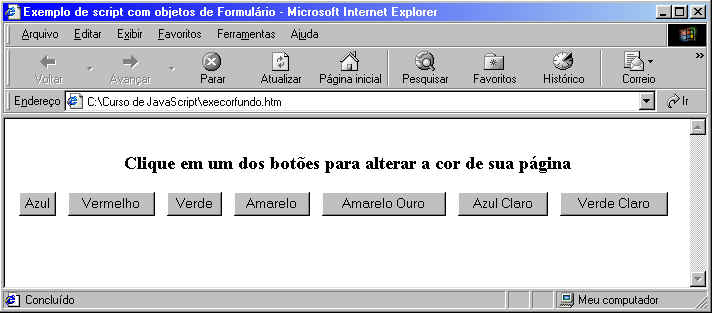 Exemplo de script com objetos de Formulário - Microsoft Internet Explorer
Arquivo Editar Exibir Favoritos Ferramentas Ajuda
Voltar Avançar Parar Atualizar Página inicial Pesquisar Favoritos Histórico Correio »
Endereço C:\Curso de JavaScript\execorfundo.htm Ir
Clique em um dos botões para alterar a cor de sua página
Azul Vermelho Verde Amarelo Amarelo Ouro Azul Claro Verde Claro
Concluído Meu computador